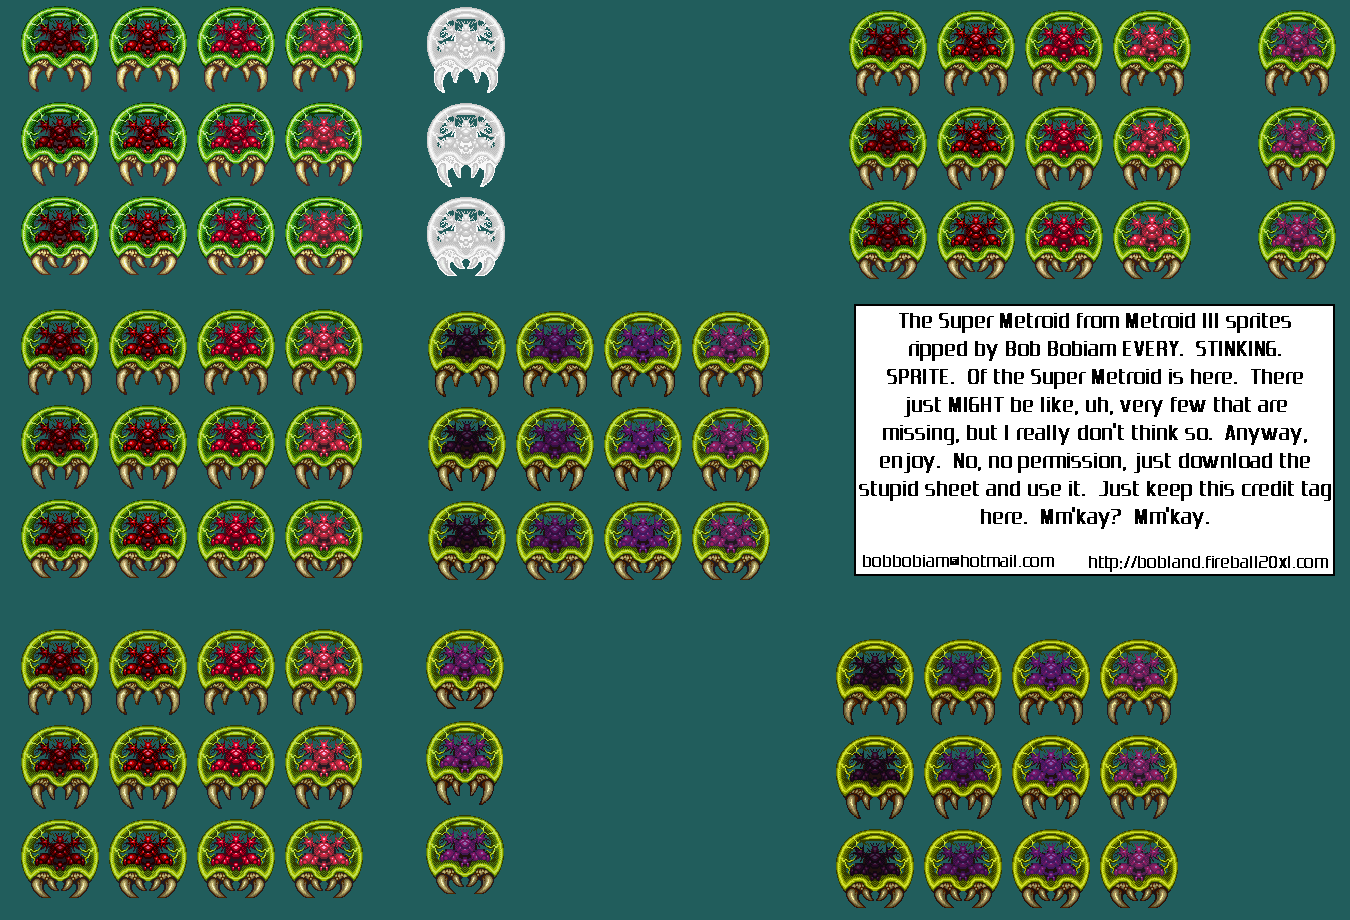 The Super Metroid from Metroid III sprites
ripped by Bob Bobiam EVERY.  STINKING.
SPRITE.  Of the Super Metroid is here.  There
just MIGHT be like, uh, very few that are
missing, but I really don't think so.  Anyway,
enjoy.  No, no permission, just download the
stupid sheet and use it.  Just keep this credit tag
here.  Mm'kay?  Mm'kay.
bobbobiam@hotmail.com http://bobland.fireball20xl.com